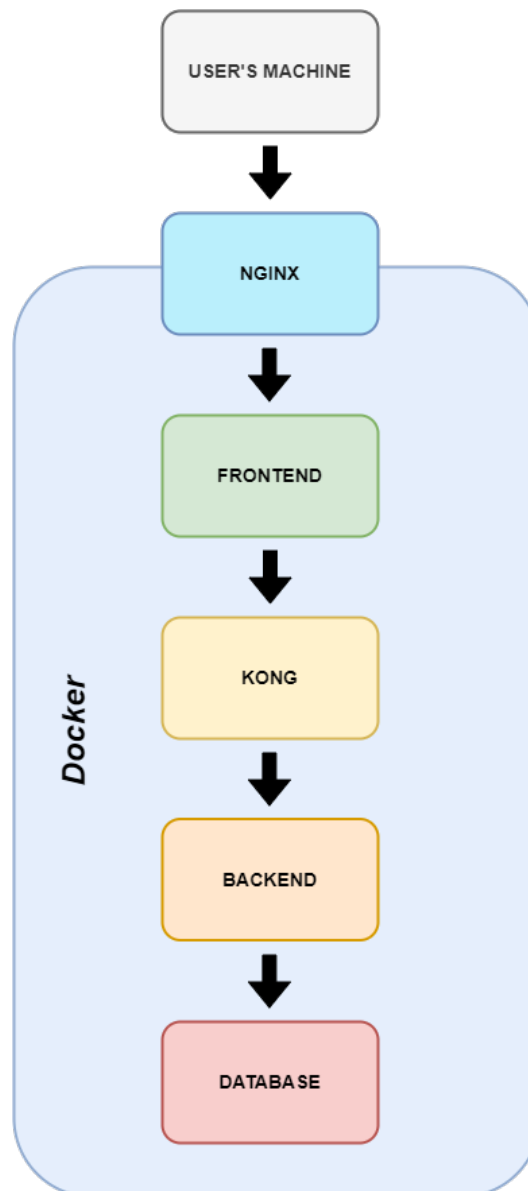 USER'S MACHINE
NGINX
FRONTEND
KONG
Docker
BACKEND
DATABASE